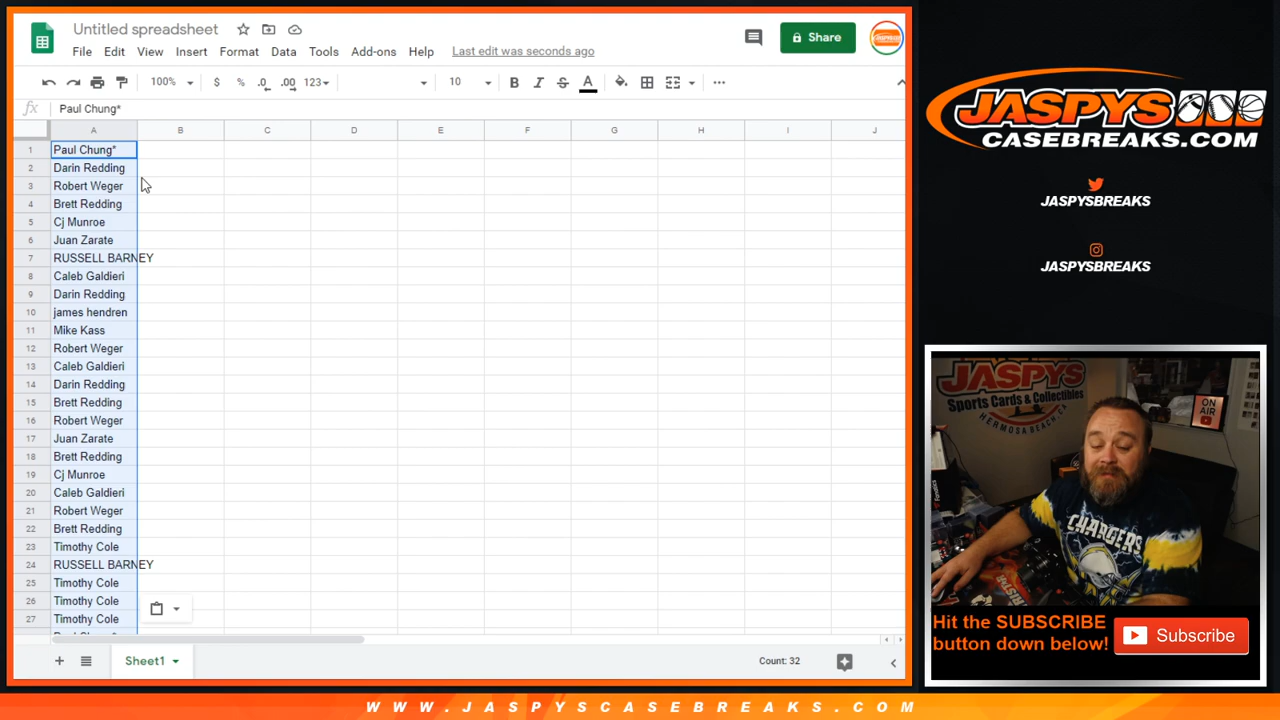 Untitled spreadsheet
File Edit View Insert Format Data Tools Add-ons Help Last edit was seconds ago
Share
100% $ % .0 .00 123 10 B I S A
fx Paul Chung*
A B C D E F G H I J
1 Paul Chung*
2 Darin Redding
3 Robert Weger
4 Brett Redding
5 Cj Munroe
6 Juan Zarate
7 RUSSELL BARNEY
8 Caleb Galdieri
9 Darin Redding
10 james hendren
11 Mike Kass
12 Robert Weger
13 Caleb Galdieri
14 Darin Redding
15 Brett Redding
16 Robert Weger
17 Juan Zarate
18 Brett Redding
19 Cj Munroe
20 Caleb Galdieri
21 Robert Weger
22 Brett Redding
23 Timothy Cole
24 RUSSELL BARNEY
25 Timothy Cole
26 Timothy Cole
27 Timothy Cole
Sheet1
Count: 32
JASPYS
CASEBREAKS.COM
JASPYSBREAKS
JASPYSBREAKS
JASPYS
Sports Cards & Collectibles
HERMOSA BEACH, CA
ON AIR
CHARGERS
Hit the SUBSCRIBE
button down below!
Subscribe
WWW.JASPYSCASEBREAKS.COM